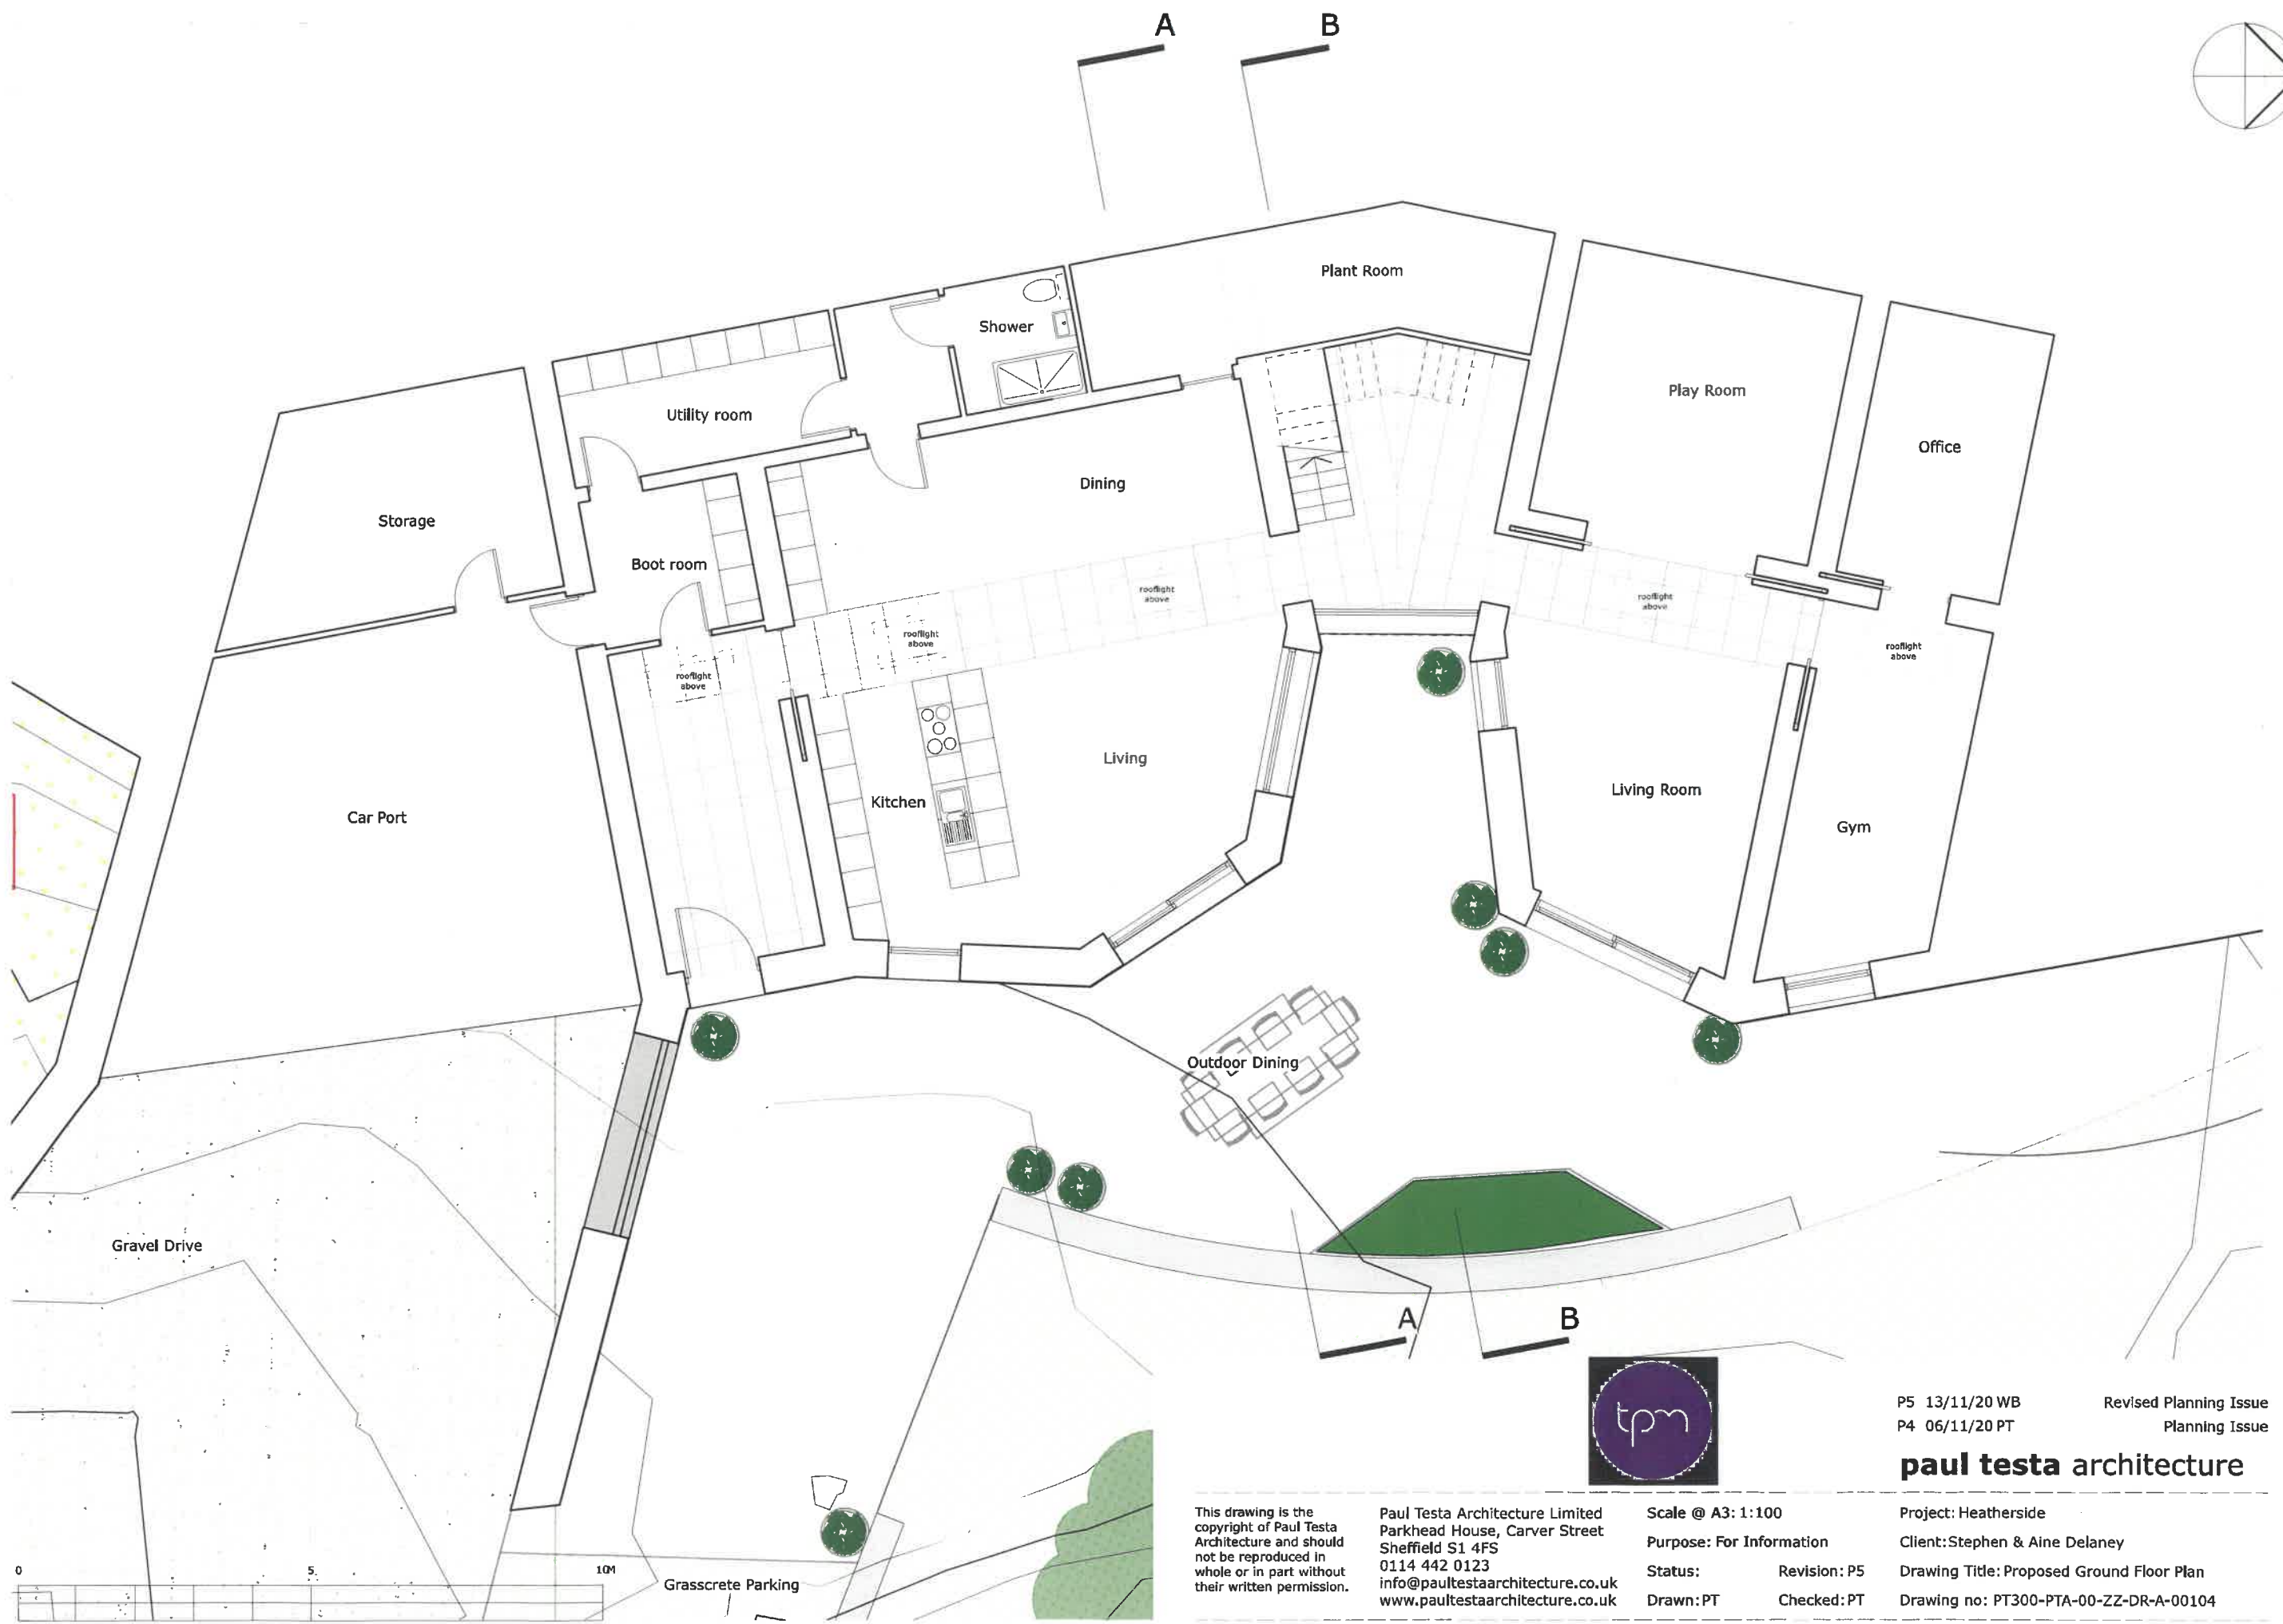 A
B
Plant Room
Shower
Play Room
Utility room
Office
Dining
Storage
Boot room
rooflight
above
rooflight
above
rooflight
above
rooflight
above
rooflight
above
Living
Living Room
Kitchen
Car Port
Gym
Outdoor Dining
Gravel Drive
A
B
tpm
P5 13/11/20 WB Revised Planning Issue
P4 06/11/20 PT Planning Issue
paul testa architecture
This drawing is the
copyright of Paul Testa
Architecture and should
not be reproduced in
whole or in part without
their written permission.
Paul Testa Architecture Limited
Parkhead House, Carver Street
Sheffield S1 4FS
0114 442 0123
info@paultestaarchitecture.co.uk
www.paultestaarchitecture.co.uk
Scale @ A3: 1:100
Purpose: For Information
Status: Revision: P5
Drawn: PT Checked: PT
Project: Heatherside
Client: Stephen & Aine Delaney
Drawing Title: Proposed Ground Floor Plan
Drawing no: PT300-PTA-00-ZZ-DR-A-00104
0 5 10M
Grasscrete Parking